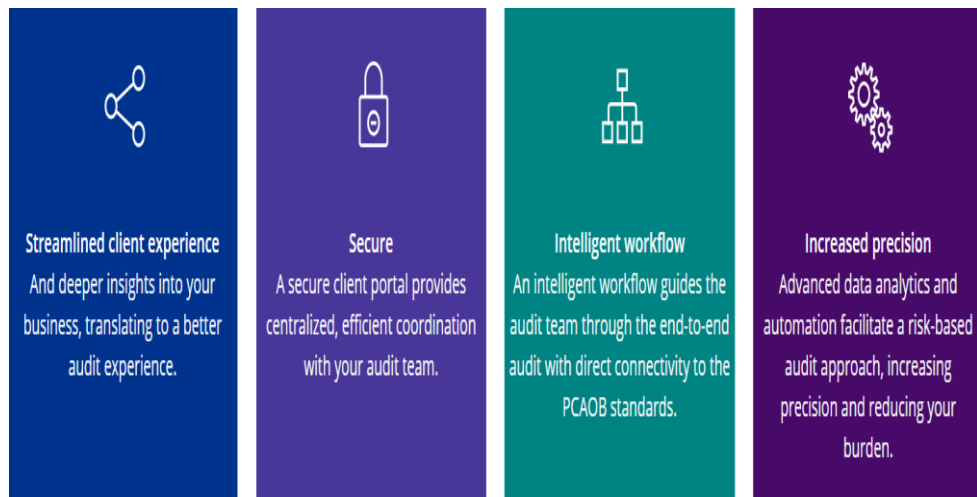 Streamlined client experience
And deeper insights into your
business, translating to a better
audit experience.
Secure
A secure client portal provides
centralized, efficient coordination
with your audit team.
Intelligent workflow
An intelligent workflow guides the
audit team through the end-to-end
audit with direct connectivity to the
PCAOB standards.
Increased precision
Advanced data analytics and
automation facilitate a risk-based
audit approach, increasing
precision and reducing your
burden.